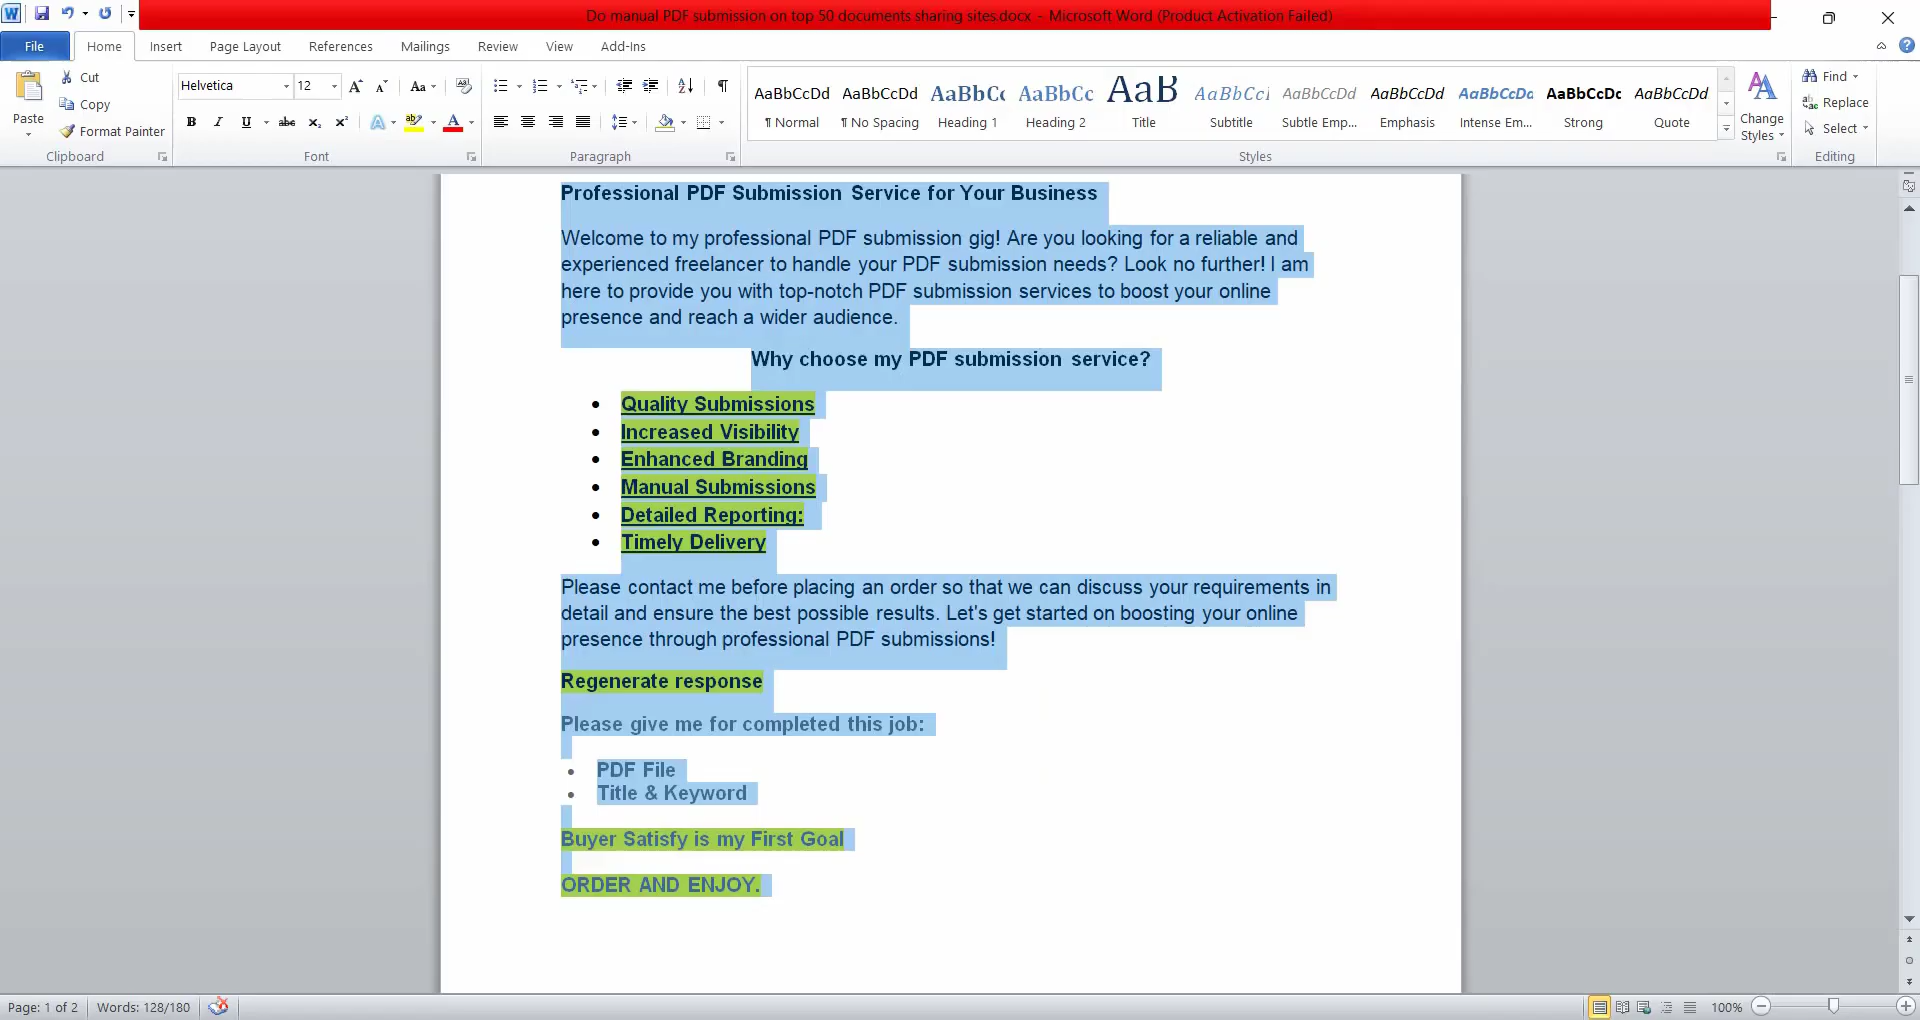 Do manual PDF submission on top 50 documents sharing sites.docx - Microsoft Word (Product Activation Failed)
File Home Insert Page Layout References Mailings Review View Add-Ins
Paste
Cut
Copy
Format Painter
Clipboard
Helvetica 12
Font
Paragraph
AaBbCcDd ¶ Normal
AaBbCcDd ¶ No Spacing
AaBbCc Heading 1
AaBbCc Heading 2
AaB Title
AaBbCcI Subtitle
AaBbCcDd Subtle Emp...
AaBbCcDd Emphasis
AaBbCcDd Intense Em...
AaBbCcDc Strong
AaBbCcDd Quote
Change Styles
Styles
Find
Replace
Select
Editing
Professional PDF Submission Service for Your Business
Welcome to my professional PDF submission gig! Are you looking for a reliable and
experienced freelancer to handle your PDF submission needs? Look no further! I am
here to provide you with top-notch PDF submission services to boost your online
presence and reach a wider audience.
Why choose my PDF submission service?
• Quality Submissions
• Increased Visibility
• Enhanced Branding
• Manual Submissions
• Detailed Reporting:
• Timely Delivery
Please contact me before placing an order so that we can discuss your requirements in
detail and ensure the best possible results. Let's get started on boosting your online
presence through professional PDF submissions!
Regenerate response
Please give me for completed this job:
• PDF File
• Title & Keyword
Buyer Satisfy is my First Goal
ORDER AND ENJOY.
Page: 1 of 2 Words: 128/180 100%